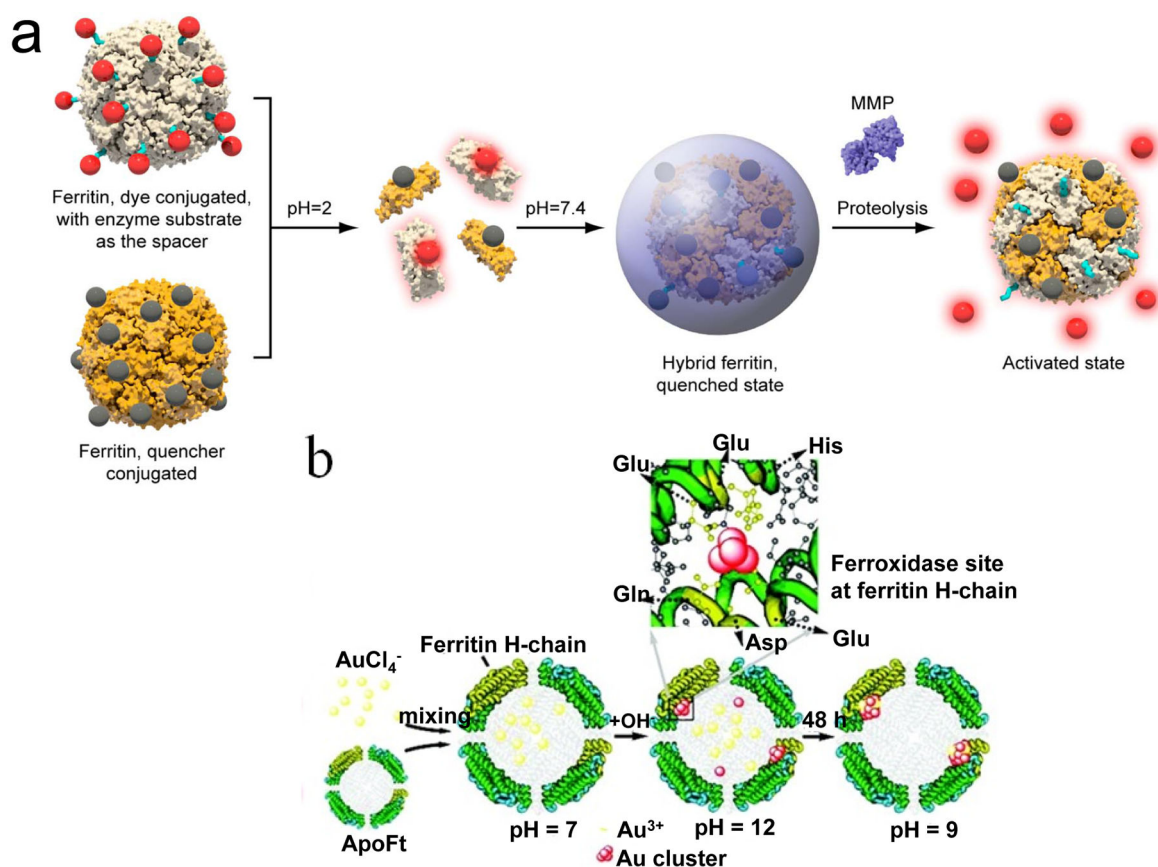 a
Ferritin, dye conjugated,
with enzyme substrate
as the spacer
Ferritin, quencher
conjugated
pH=2
pH=7.4
Hybrid ferritin,
quenched state
MMP
Proteolysis
Activated state
b
Glu
Glu
His
Gln
Asp
Glu
Ferroxidase site
at ferritin H-chain
AuCl₄⁻
Ferritin H-chain
mixing
ApoFt
pH = 7
+OH⁻
pH = 12
48 h
pH = 9
Au³⁺
Au cluster